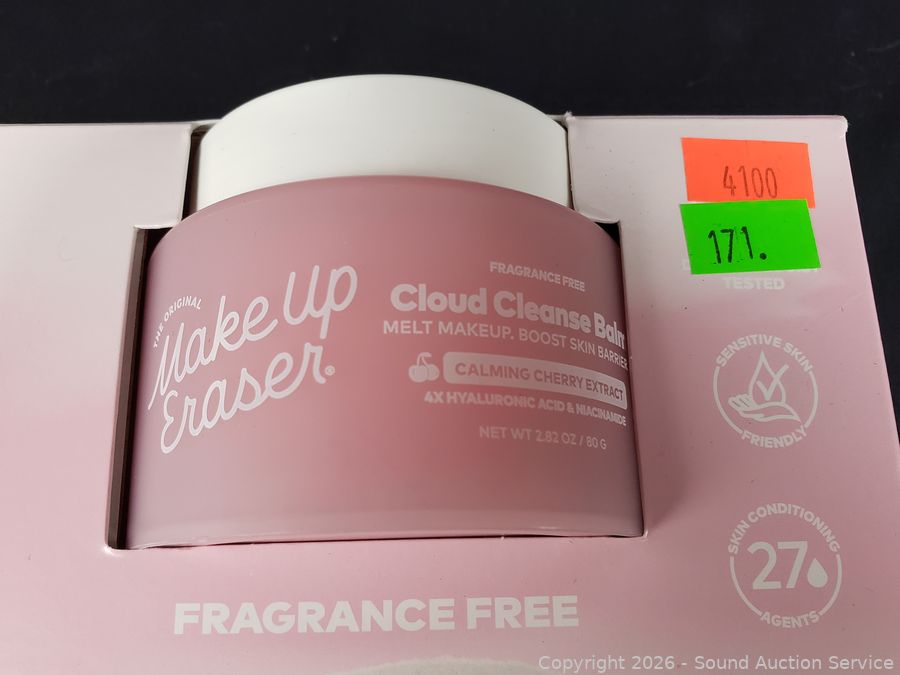 4100
171.
TESTED
THE ORIGINAL
Make Up
Eraser.
FRAGRANCE FREE
Cloud Cleanse Balm
MELT MAKEUP. BOOST SKIN BARRIER
CALMING CHERRY EXTRACT
4X HYALURONIC ACID & NIACINAMIDE
NET WT 2.82 OZ / 80 G
SENSITIVE SKIN
FRIENDLY
SKIN CONDITIONING
27
AGENTS
FRAGRANCE FREE
Copyright 2026 - Sound Auction Service